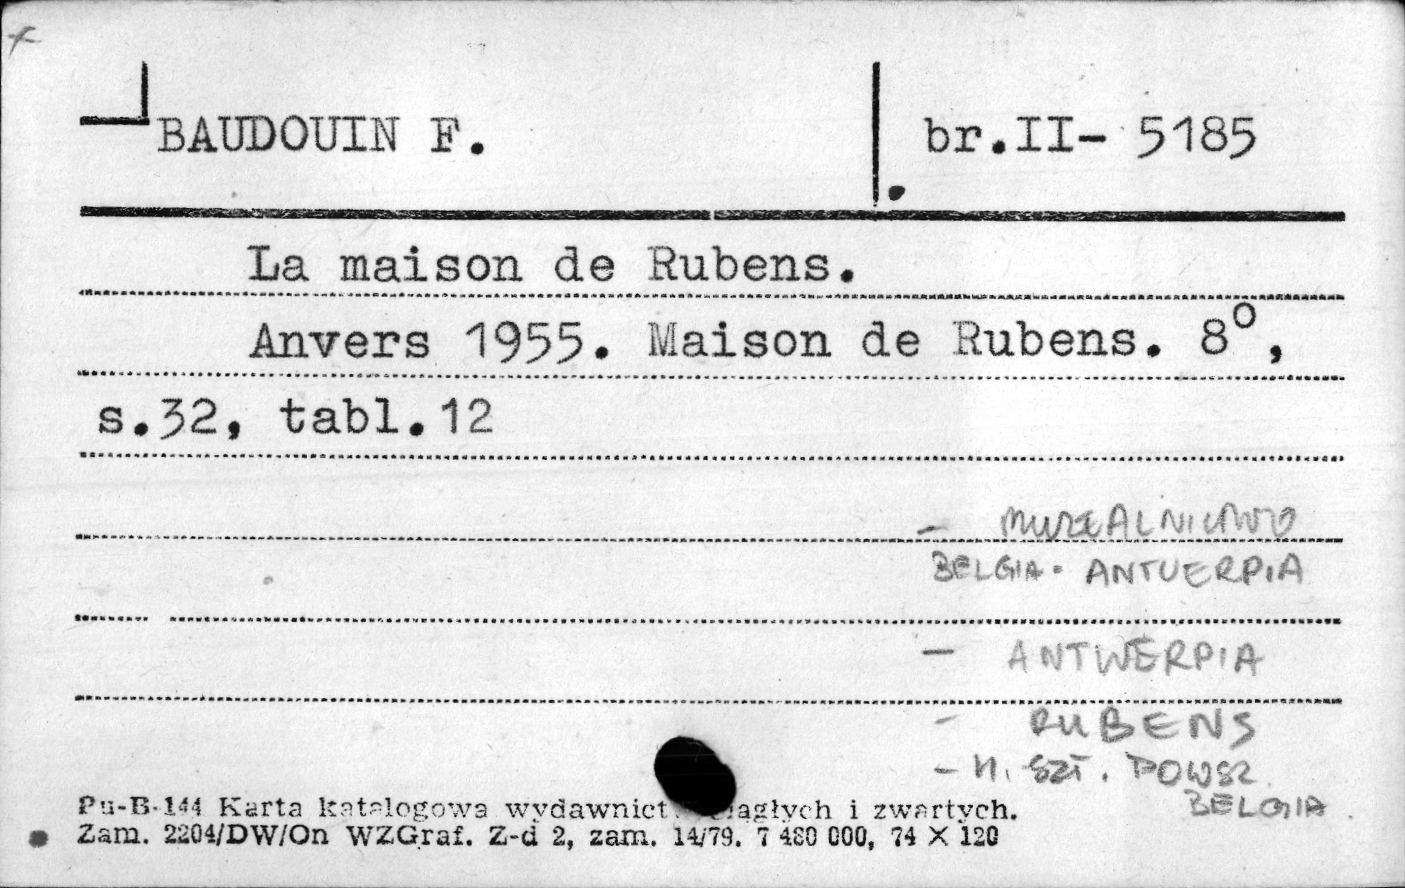 BAUDOUIN F.
br.II- 5185
La maison de Rubens.
Anvers 1955. Maison de Rubens. 8°,
s.32, tabl.12
- MUZEALNICTWO
BELGIA - ANTWERPIA
- ANTWERPIA
- RUBENS
- H. SZT. POWSZ.
BELGIA
Pu-B-144 Karta katalogowa wydawnict ciągłych i zwartych.
Zam. 2204/DW/On WZGraf. Z-d 2, zam. 14/79. 7 480 000, 74 X 120